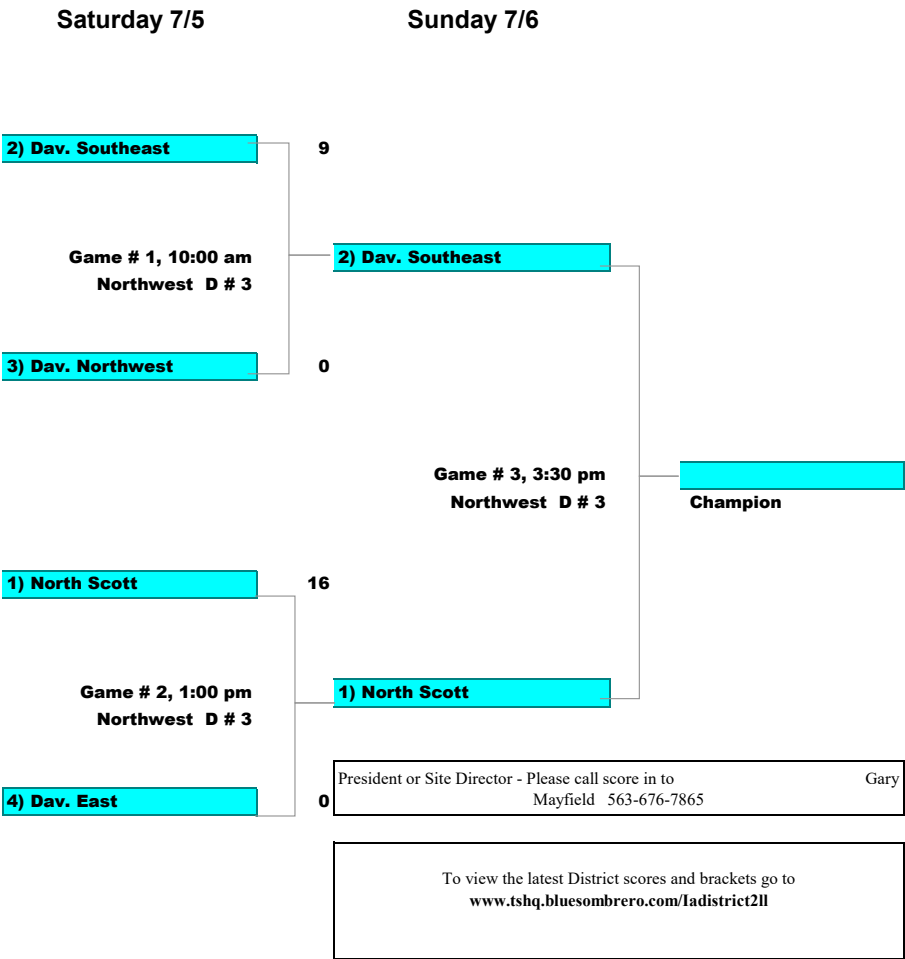 Saturday 7/5 Sunday 7/6
2) Dav. Southeast 9
Game # 1, 10:00 am 2) Dav. Southeast
Northwest D # 3
3) Dav. Northwest 0
Game # 3, 3:30 pm
Northwest D # 3 Champion
1) North Scott 16
Game # 2, 1:00 pm 1) North Scott
Northwest D # 3
4) Dav. East 0
President or Site Director - Please call score in to Gary
Mayfield 563-676-7865
To view the latest District scores and brackets go to
www.tshq.bluesombrero.com/Iadistrict2ll